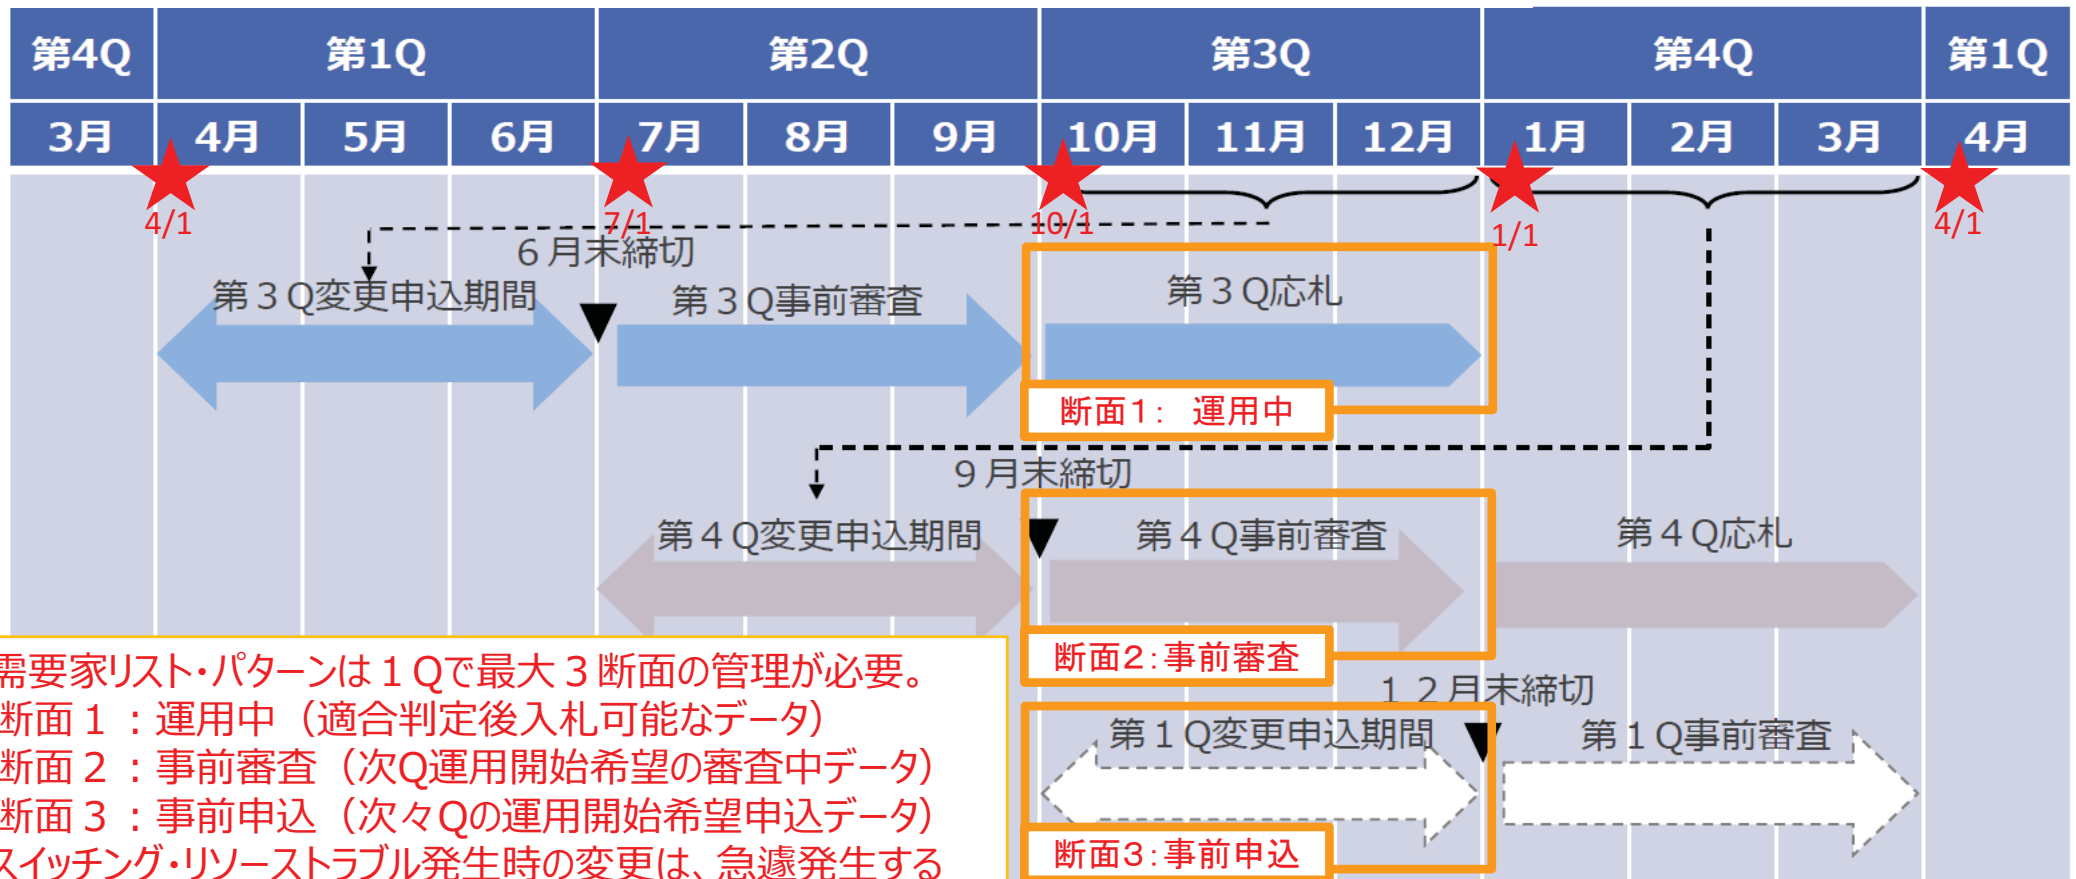 第4Q 第1Q 第2Q 第3Q 第4Q 第1Q
3月 4月 5月 6月 7月 8月 9月 10月 11月 12月 1月 2月 3月 4月
4/1 7/1 10/1 1/1 4/1
6月末締切
第3Q変更申込期間 第3Q事前審査 第3Q応札
断面1： 運用中
9月末締切
第4Q変更申込期間 第4Q事前審査 第4Q応札
断面2：事前審査
12月末締切
第1Q変更申込期間 第1Q事前審査
断面3：事前申込
需要家リスト・パターンは１Qで最大３断面の管理が必要。
断面１：運用中（適合判定後入札可能なデータ）
断面２：事前審査（次Q運用開始希望の審査中データ）
断面３：事前申込（次々Qの運用開始希望申込データ）
スイッチング・リソーストラブル発生時の変更は、急遽発生する